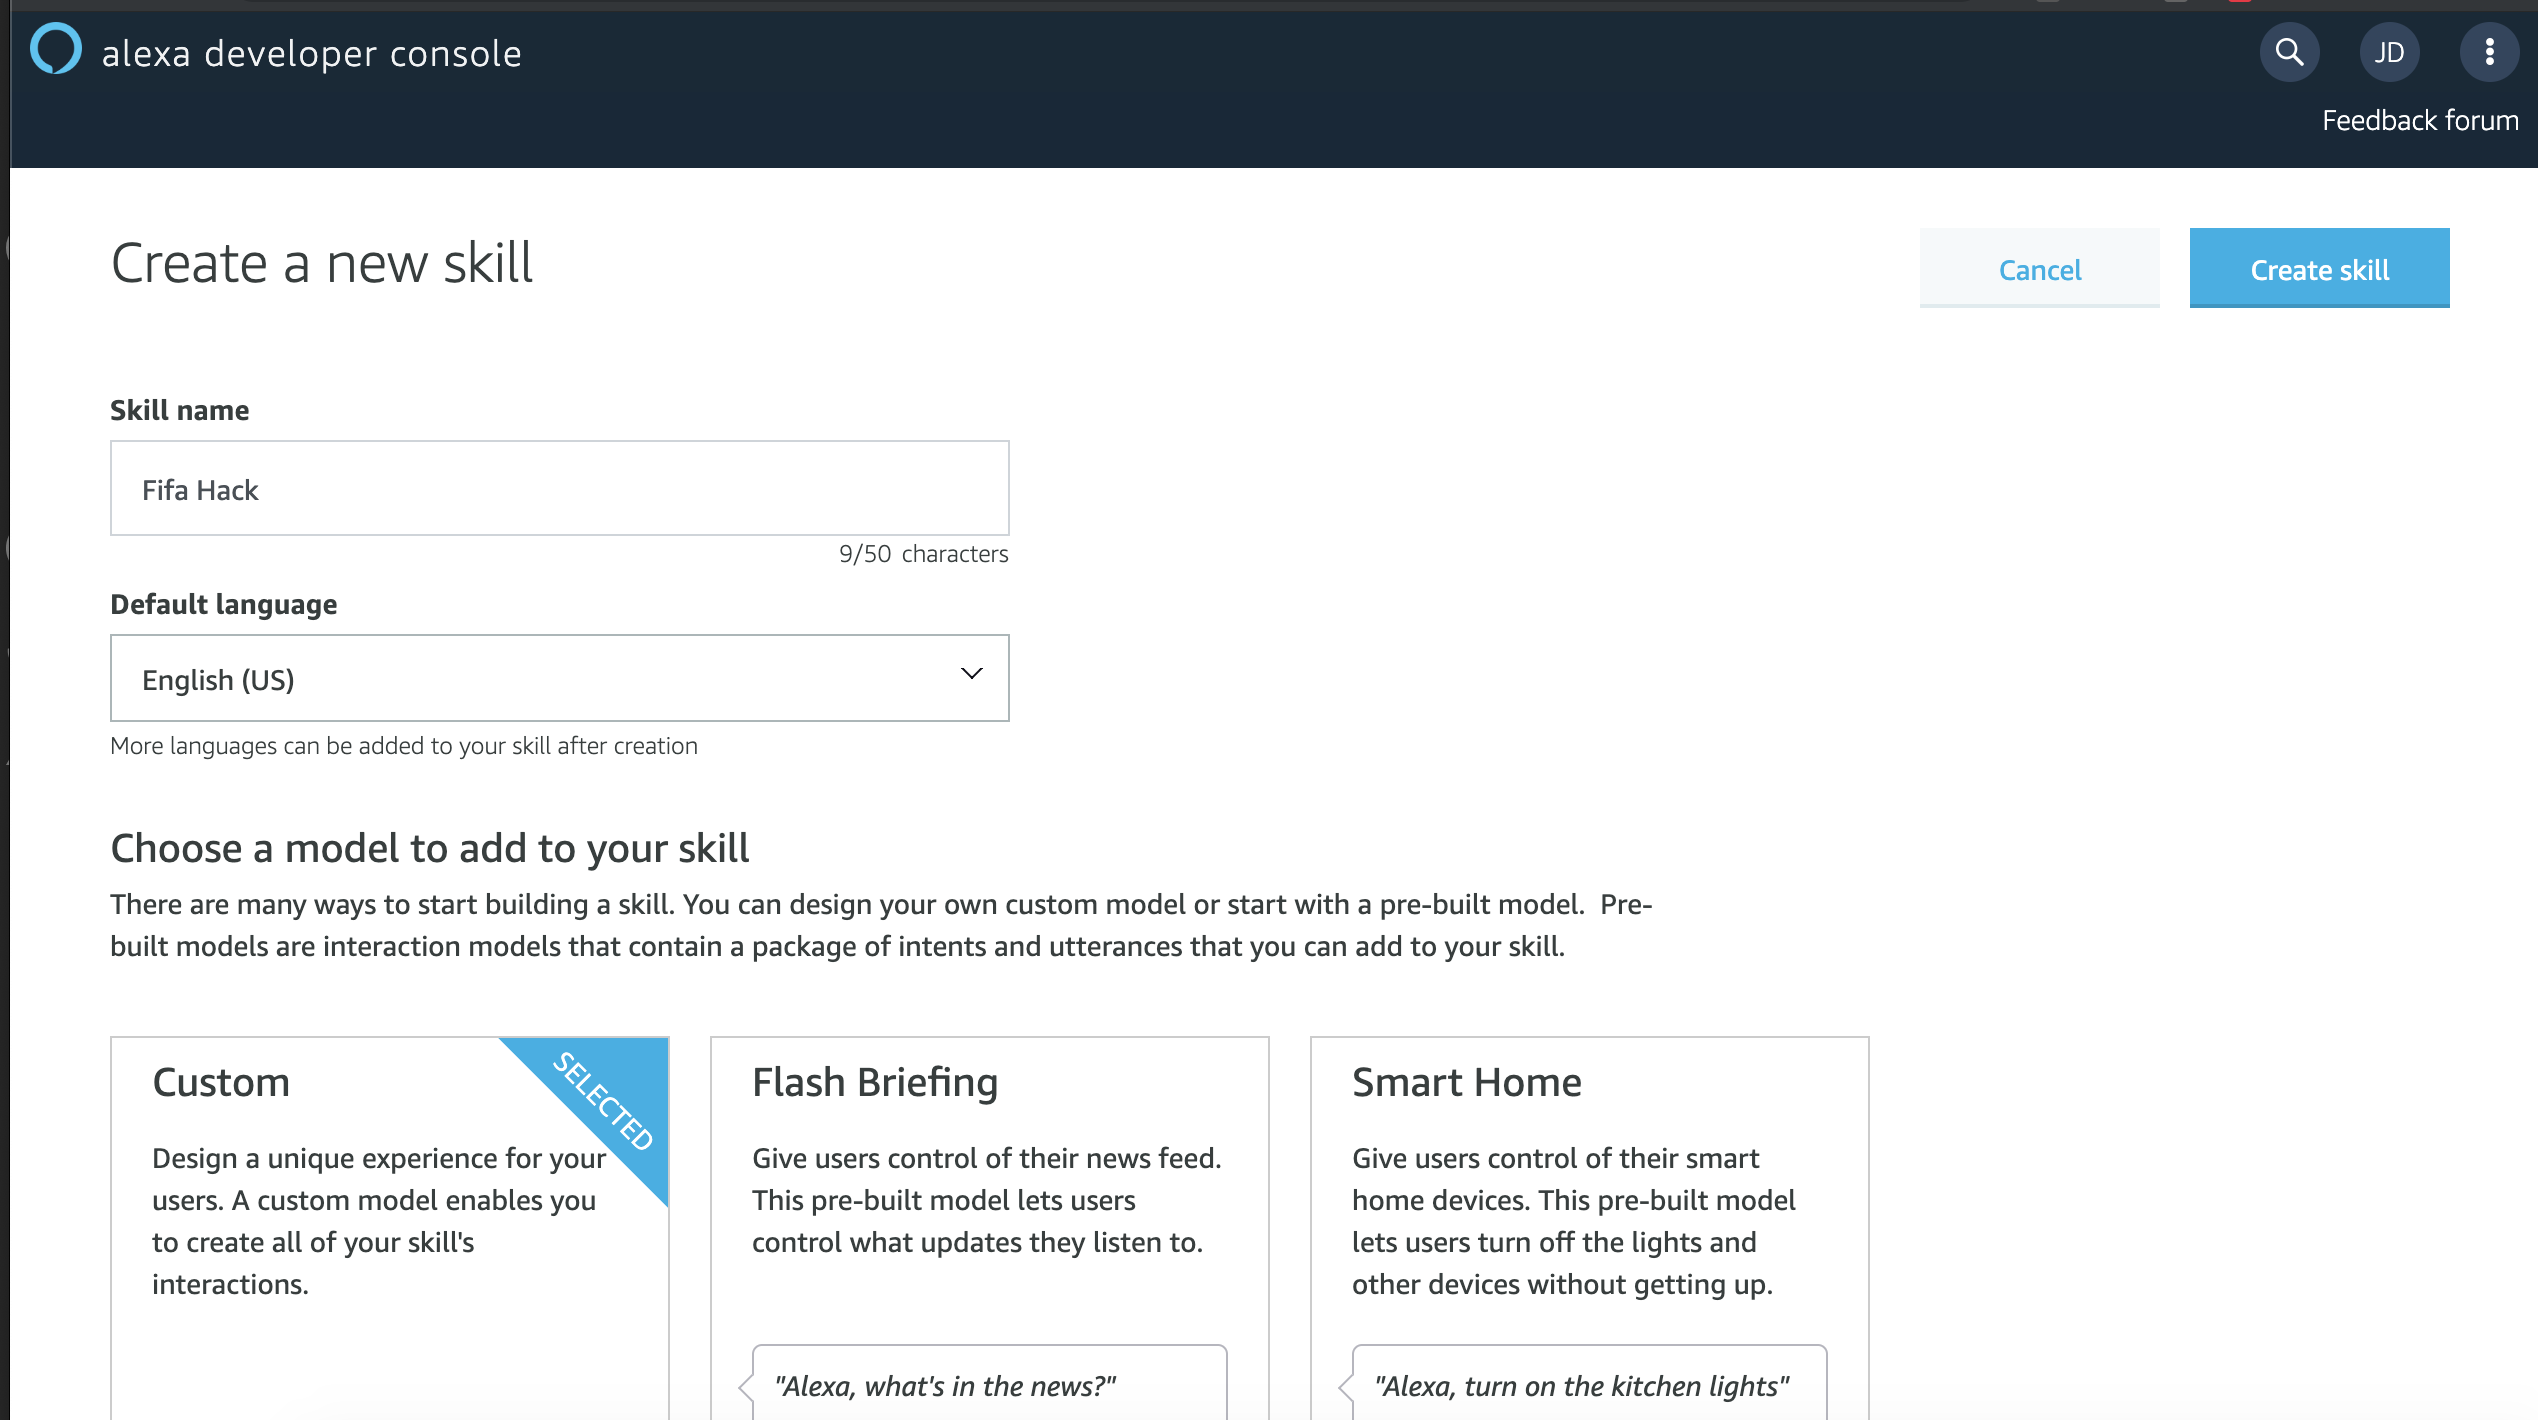 alexa developer console
JD
Feedback forum
Create a new skill
Cancel
Create skill
Skill name
Fifa Hack
9/50 characters
Default language
English (US)
More languages can be added to your skill after creation
Choose a model to add to your skill
There are many ways to start building a skill. You can design your own custom model or start with a pre-built model. Pre-
built models are interaction models that contain a package of intents and utterances that you can add to your skill.
Custom
SELECTED
Design a unique experience for your
users. A custom model enables you
to create all of your skill's
interactions.
Flash Briefing
Give users control of their news feed.
This pre-built model lets users
control what updates they listen to.
"Alexa, what's in the news?"
Smart Home
Give users control of their smart
home devices. This pre-built model
lets users turn off the lights and
other devices without getting up.
"Alexa, turn on the kitchen lights"